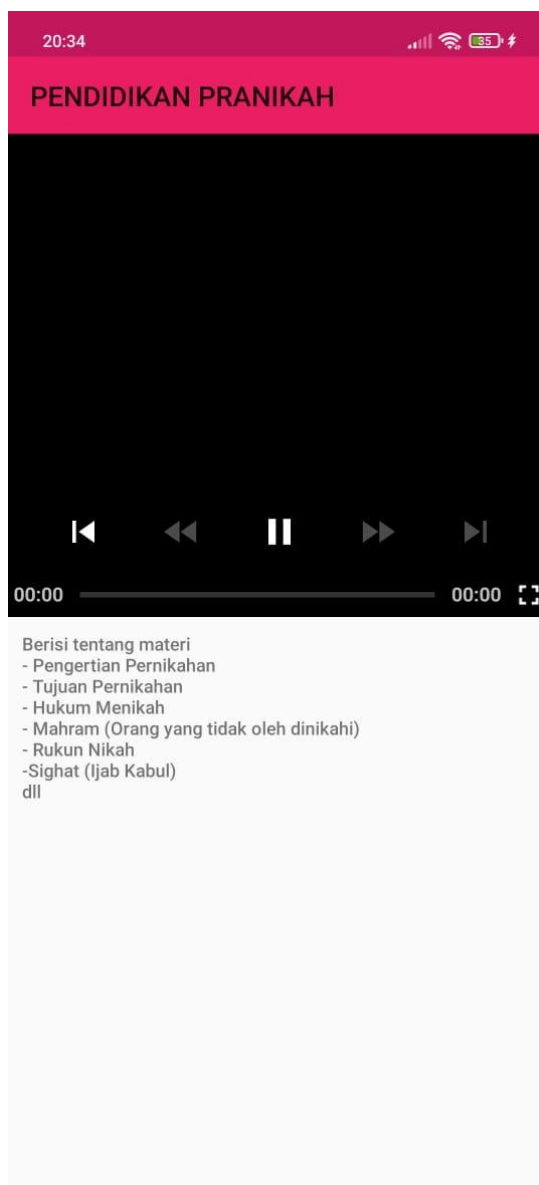 20:34
35
PENDIDIKAN PRANIKAH
00:00
00:00
Berisi tentang materi
- Pengertian Pernikahan
- Tujuan Pernikahan
- Hukum Menikah
- Mahram (Orang yang tidak oleh dinikahi)
- Rukun Nikah
-Sighat (Ijab Kabul)
dll